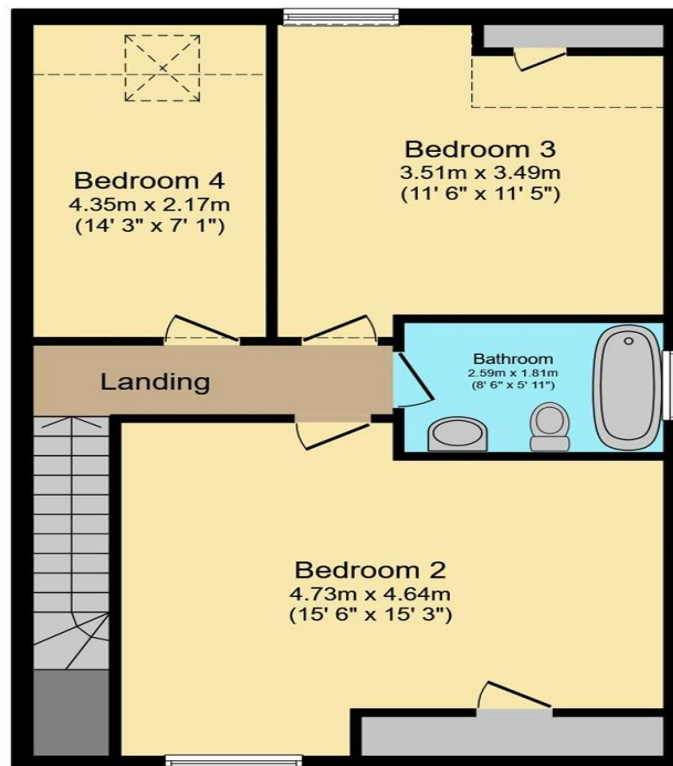 Bedroom 4
4.35m x 2.17m
(14' 3" x 7' 1")
Bedroom 3
3.51m x 3.49m
(11' 6" x 11' 5")
Bathroom
2.59m x 1.81m
(8' 6" x 5' 11")
Landing
Bedroom 2
4.73m x 4.64m
(15' 6" x 15' 3")